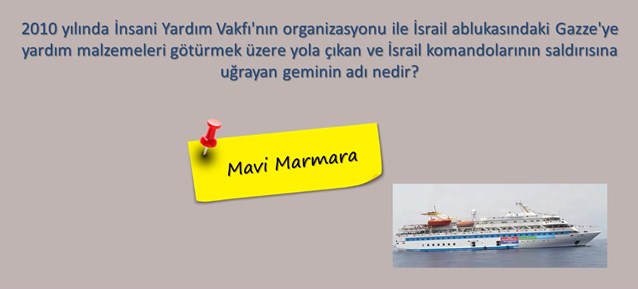 2010 yılında İnsani Yardım Vakfı'nın organizasyonu ile İsrail ablukasındaki Gazze'ye
yardım malzemeleri götürmek üzere yola çıkan ve İsrail komandolarının saldırısına
uğrayan geminin adı nedir?
Mavi Marmara